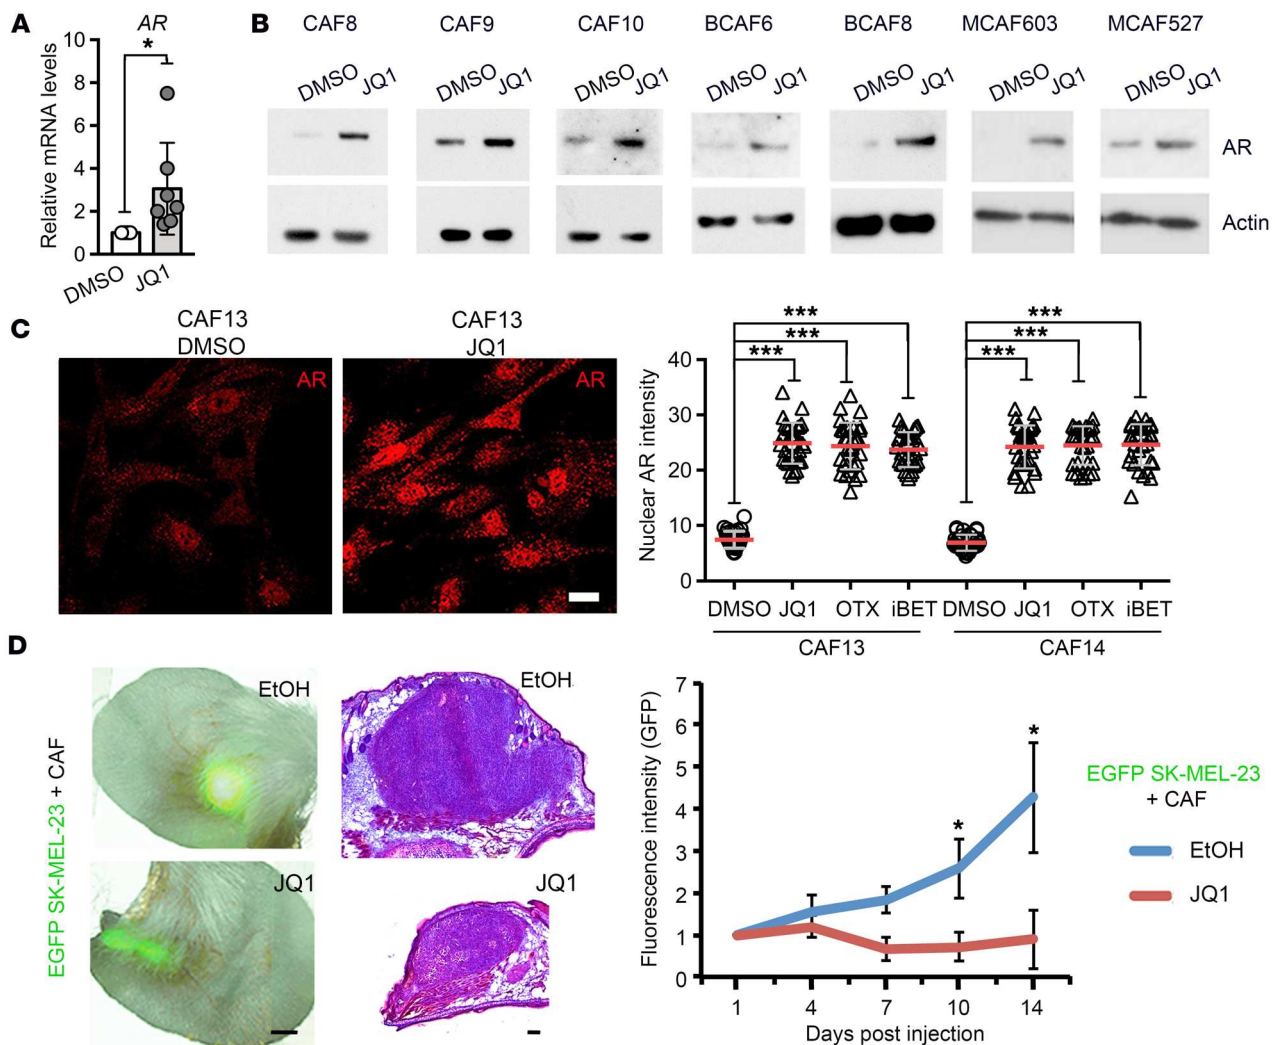 A
AR
*
Relative mRNA levels
10
8
6
4
2
0
DMSO
JQ1
B
CAF8
CAF9
CAF10
BCAF6
BCAF8
MCAF603
MCAF527
DMSO JQ1
DMSO JQ1
DMSO JQ1
DMSO JQ1
DMSO JQ1
DMSO JQ1
DMSO JQ1
AR
Actin
C
CAF13
DMSO
AR
CAF13
JQ1
AR
Nuclear AR intensity
40
30
20
10
0
***
***
***
***
***
***
DMSO JQ1 OTX iBET DMSO JQ1 OTX iBET
CAF13
CAF14
D
EGFP SK-MEL-23 + CAF
EtOH
JQ1
EtOH
JQ1
Fluorescence intensity (GFP)
7
6
5
4
3
2
1
0
*
*
1 4 7 10 14
Days post injection
EGFP SK-MEL-23
+ CAF
EtOH
JQ1